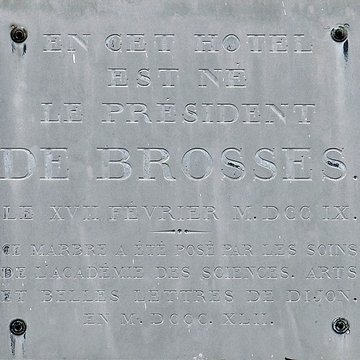 EN CET HOTEL
EST NÉ
LE PRÉSIDENT
DE BROSSES.
LE XVII FÉVRIER M.DCC IX.
CE MARBRE A ÉTÉ POSÉ PAR LES SOINS
DE L'ACADÉMIE DES SCIENCES. ARTS
ET BELLES LETTRES DE DIJON.
EN M.DCCC.XLII.